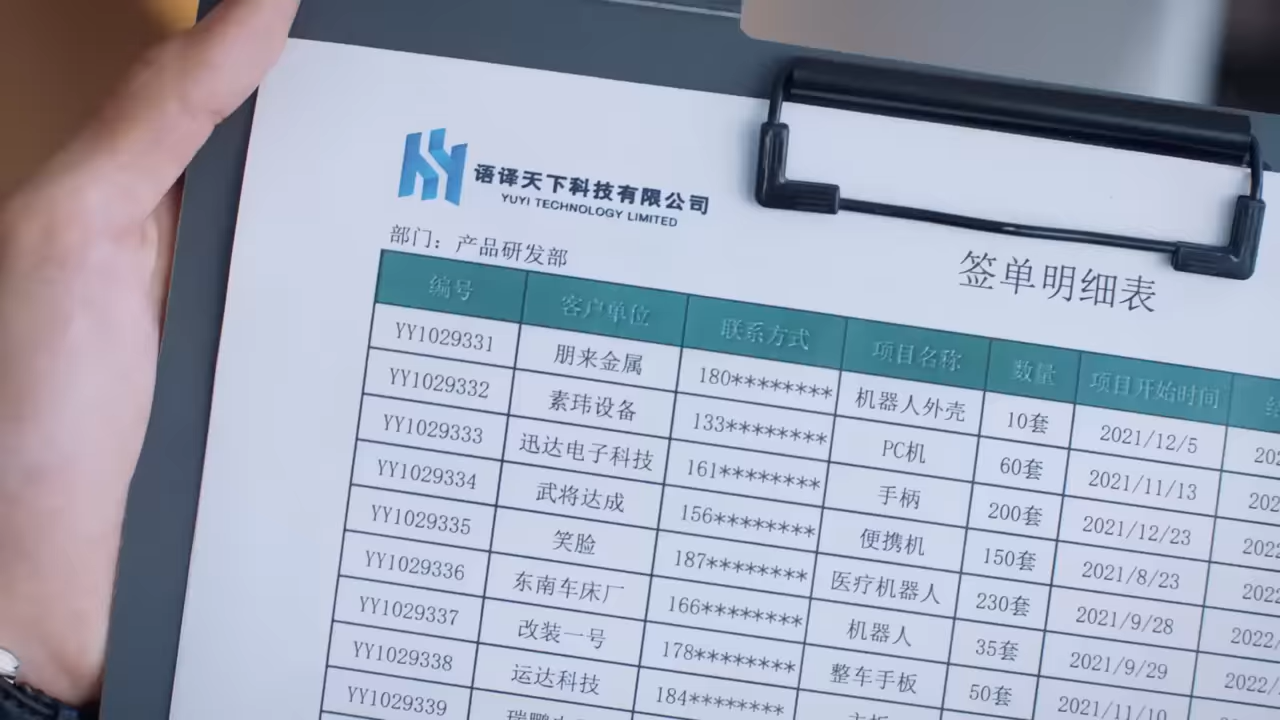 语译天下科技有限公司
YUYI TECHNOLOGY LIMITED
部门：产品研发部
签单明细表
编号 客户单位 联系方式 项目名称 数量 项目开始时间
YY1029331 朋来金属 180******** 机器人外壳 10套 2021/12/5 202
YY1029332 素玮设备 133******** PC机 60套 2021/11/13 202
YY1029333 迅达电子科技 161******** 手柄 200套 2021/12/23 2022
YY1029334 武将达成 156******** 便携机 150套 2021/8/23 202
YY1029335 笑脸 187******** 医疗机器人 230套 2021/9/28 2022/
YY1029336 东南车床厂 166******** 机器人 35套 2021/9/29 2022/
YY1029337 改装一号 178******** 整车手板 50套 2021/11/10
YY1029338 运达科技 184********
YY1029339